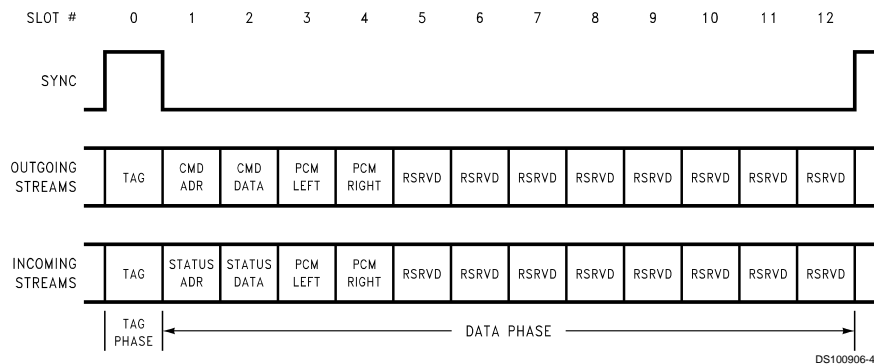 SLOT # 0 1 2 3 4 5 6 7 8 9 10 11 12
SYNC
OUTGOING STREAMS
TAG
CMD ADR
CMD DATA
PCM LEFT
PCM RIGHT
RSRVD RSRVD RSRVD RSRVD RSRVD RSRVD RSRVD RSRVD
INCOMING STREAMS
TAG
STATUS ADR
STATUS DATA
PCM LEFT
PCM RIGHT
RSRVD RSRVD RSRVD RSRVD RSRVD RSRVD RSRVD RSRVD
TAG PHASE
DATA PHASE
DS100906-4